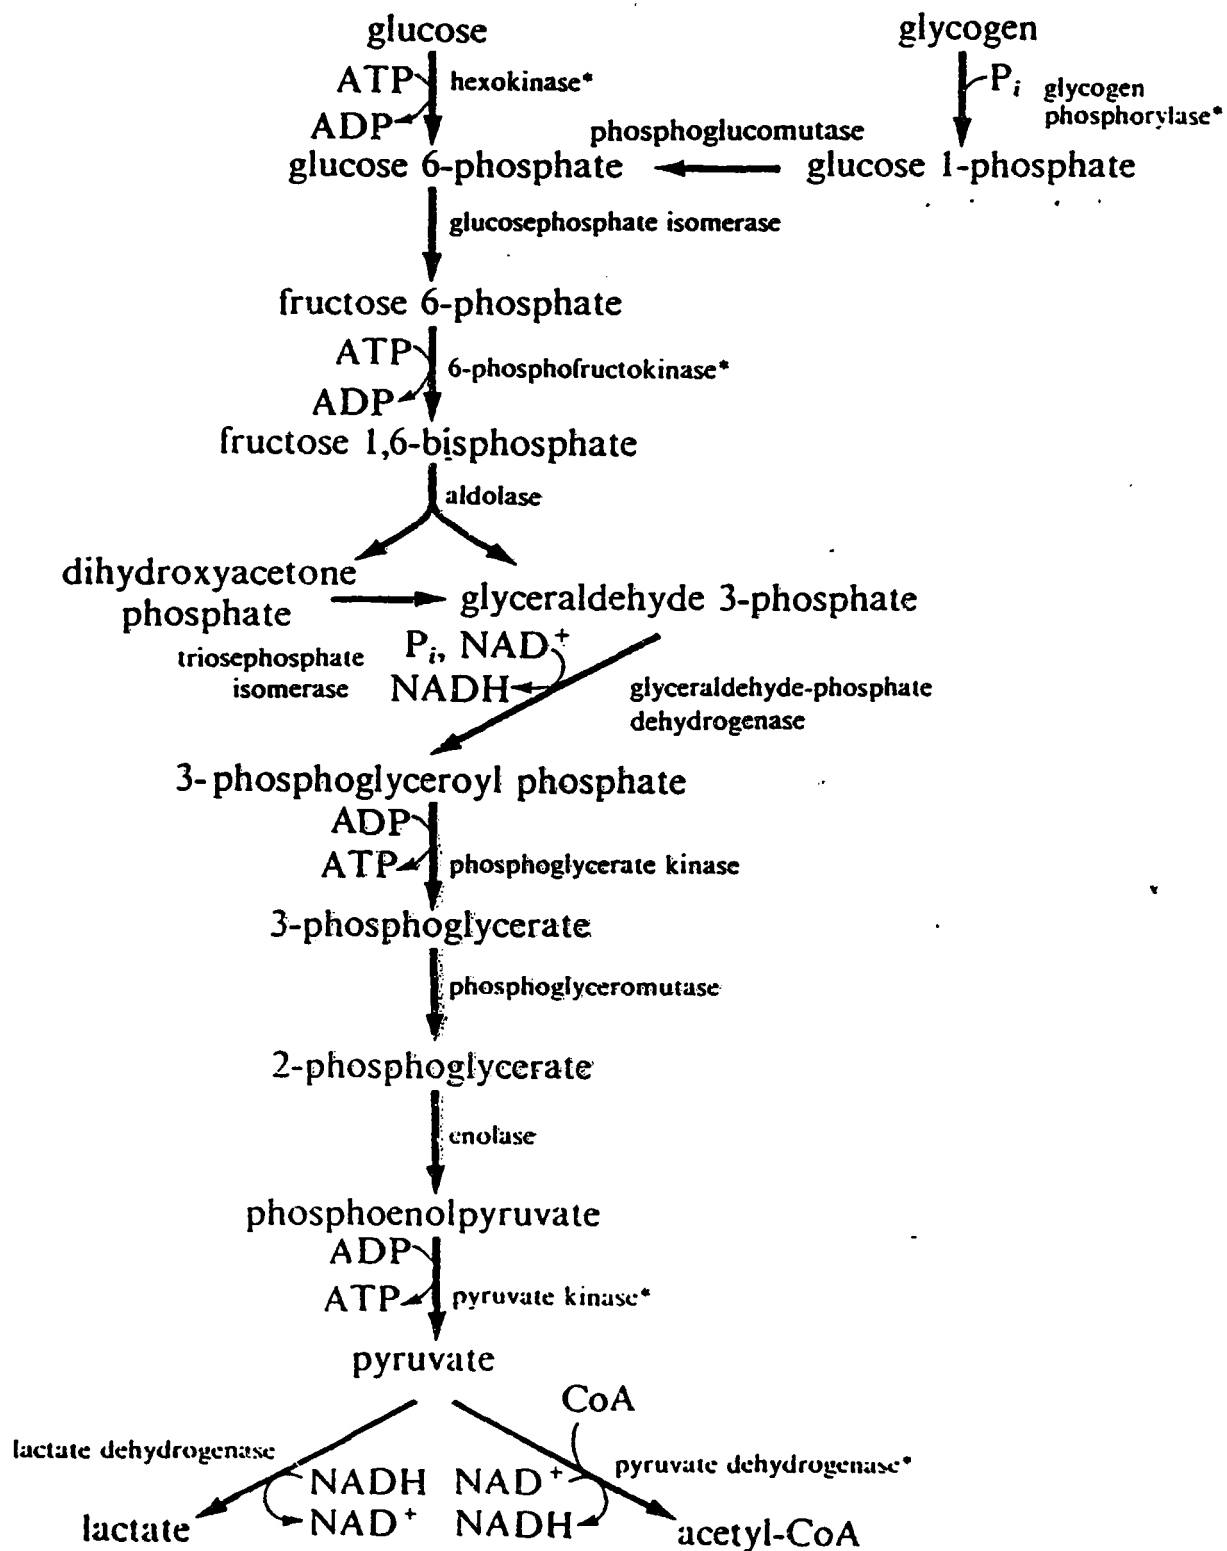 glucose
glycogen
ATP
hexokinase*
P_i
glycogen
phosphorylase*
ADP
phosphoglucomutase
glucose 6-phosphate
glucose 1-phosphate
glucosephosphate isomerase
fructose 6-phosphate
ATP
6-phosphofructokinase*
ADP
fructose 1,6-bisphosphate
aldolase
dihydroxyacetone
phosphate
glyceraldehyde 3-phosphate
triosephosphate
isomerase
P_i, NAD+
NADH
glyceraldehyde-phosphate
dehydrogenase
3-phosphoglyceroyl phosphate
ADP
ATP
phosphoglycerate kinase
3-phosphoglycerate
phosphoglyceromutase
2-phosphoglycerate
enolase
phosphoenolpyruvate
ADP
ATP
pyruvate kinase*
pyruvate
CoA
lactate dehydrogenase
NADH
NAD+
pyruvate dehydrogenase*
NAD+
NADH
lactate
acetyl-CoA